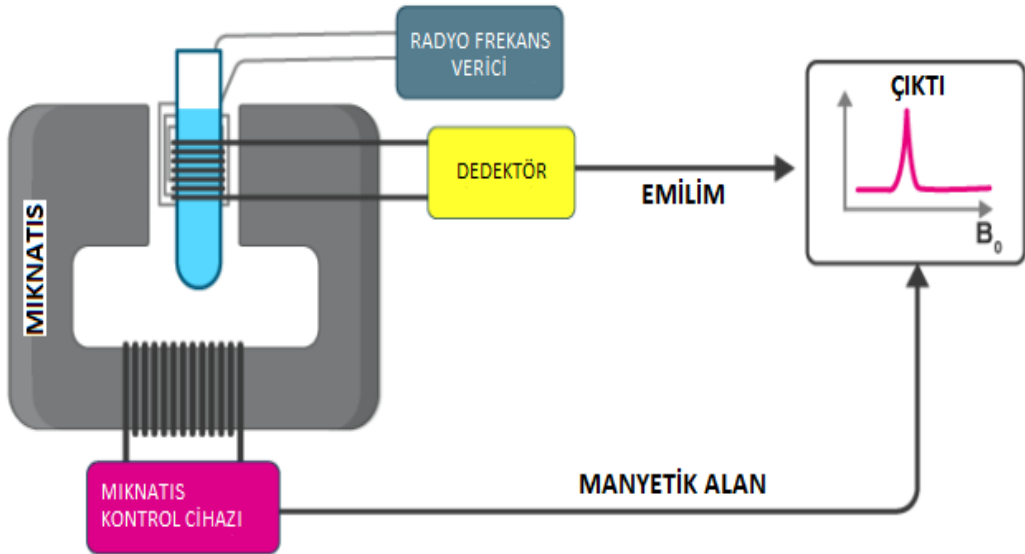 RADYO FREKANS
VERİCİ
ÇIKTI
DEDEKTÖR
EMİLİM
B₀
MIKNATIS
MIKNATIS
KONTROL CİHAZI
MANYETİK ALAN